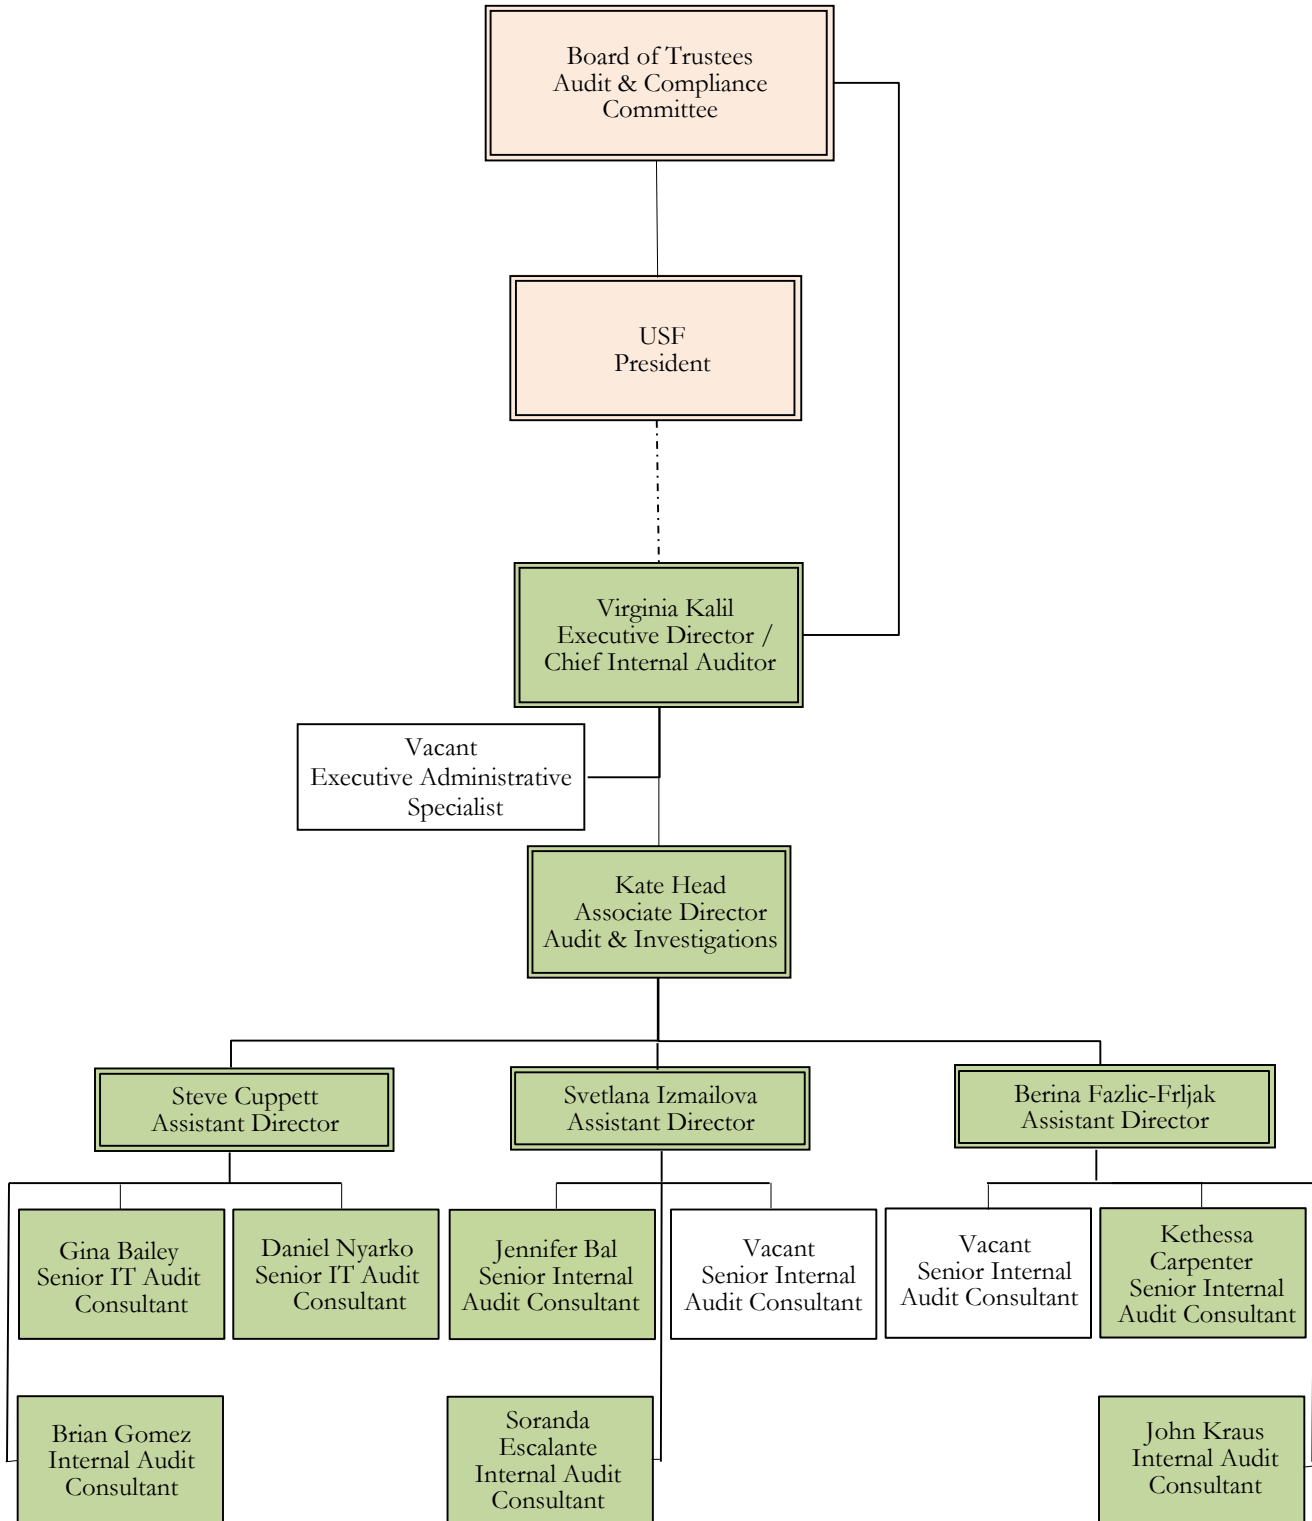 Board of Trustees
Audit & Compliance
Committee
USF
President
Virginia Kalil
Executive Director /
Chief Internal Auditor
Vacant
Executive Administrative
Specialist
Kate Head
Associate Director
Audit & Investigations
Steve Cuppett
Assistant Director
Svetlana Izmailova
Assistant Director
Berina Fazlic-Frljak
Assistant Director
Gina Bailey
Senior IT Audit
Consultant
Daniel Nyarko
Senior IT Audit
Consultant
Jennifer Bal
Senior Internal
Audit Consultant
Vacant
Senior Internal
Audit Consultant
Vacant
Senior Internal
Audit Consultant
Kethessa
Carpenter
Senior Internal
Audit Consultant
Brian Gomez
Internal Audit
Consultant
Soranda
Escalante
Internal Audit
Consultant
John Kraus
Internal Audit
Consultant